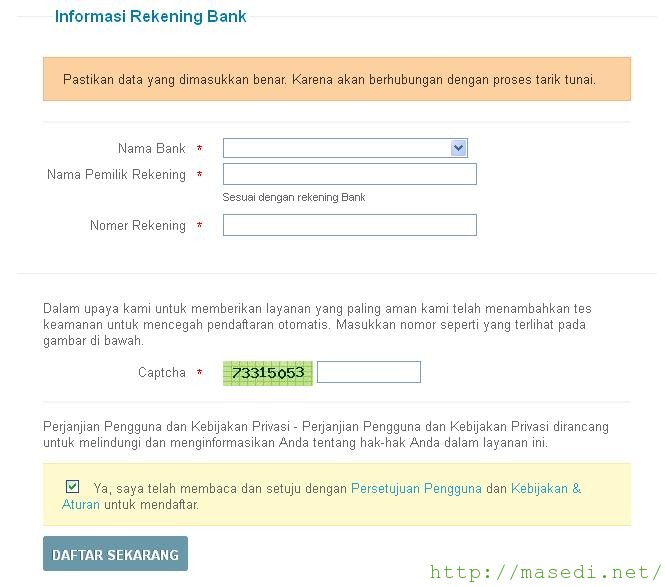 Informasi Rekening Bank
Pastikan data yang dimasukkan benar. Karena akan berhubungan dengan proses tarik tunai.
Nama Bank *
Nama Pemilik Rekening *
Sesuai dengan rekening Bank
Nomer Rekening *
Dalam upaya kami untuk memberikan layanan yang paling aman kami telah menambahkan tes
keamanan untuk mencegah pendaftaran otomatis. Masukkan nomor seperti yang terlihat pada
gambar di bawah.
Captcha * 73315053
Perjanjian Pengguna dan Kebijakan Privasi - Perjanjian Pengguna dan Kebijakan Privasi dirancang
untuk melindungi dan menginformasikan Anda tentang hak-hak Anda dalam layanan ini.
Ya, saya telah membaca dan setuju dengan Persetujuan Pengguna dan Kebijakan &
Aturan untuk mendaftar.
DAFTAR SEKARANG
http://masedi.net/